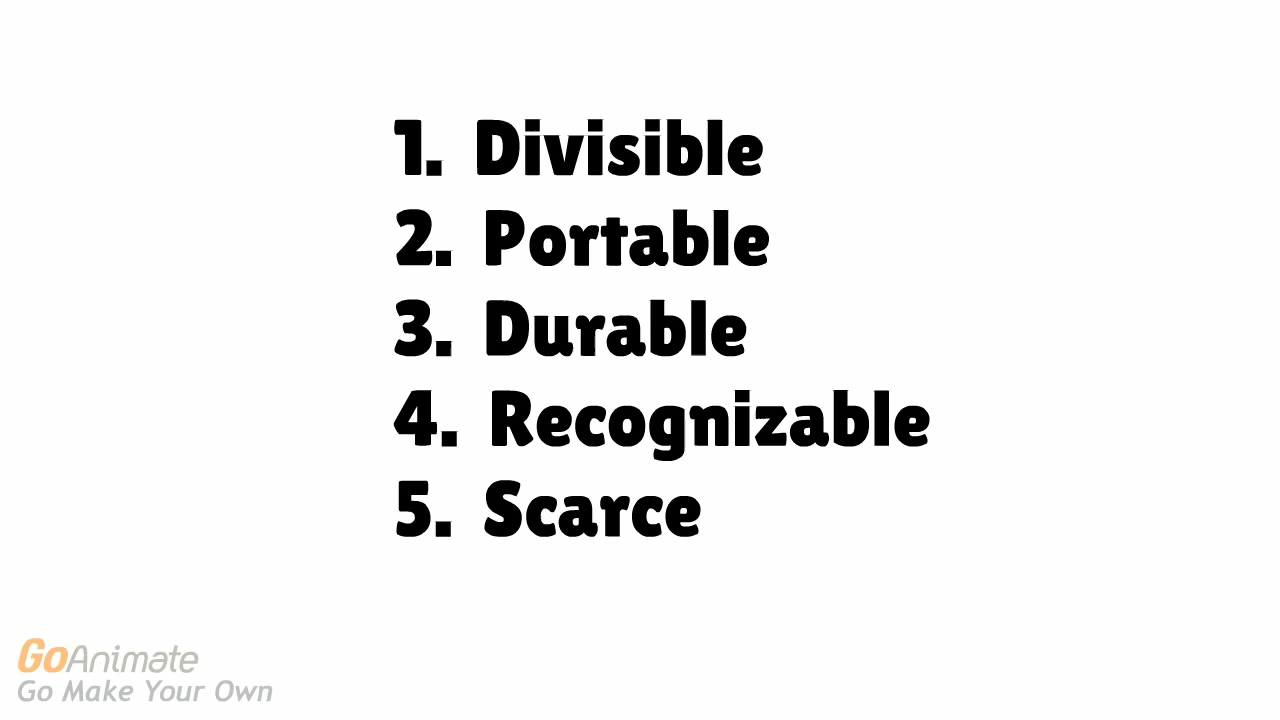 1. Divisible
2. Portable
3. Durable
4. Recognizable
5. Scarce
GoAnimate
Go Make Your Own